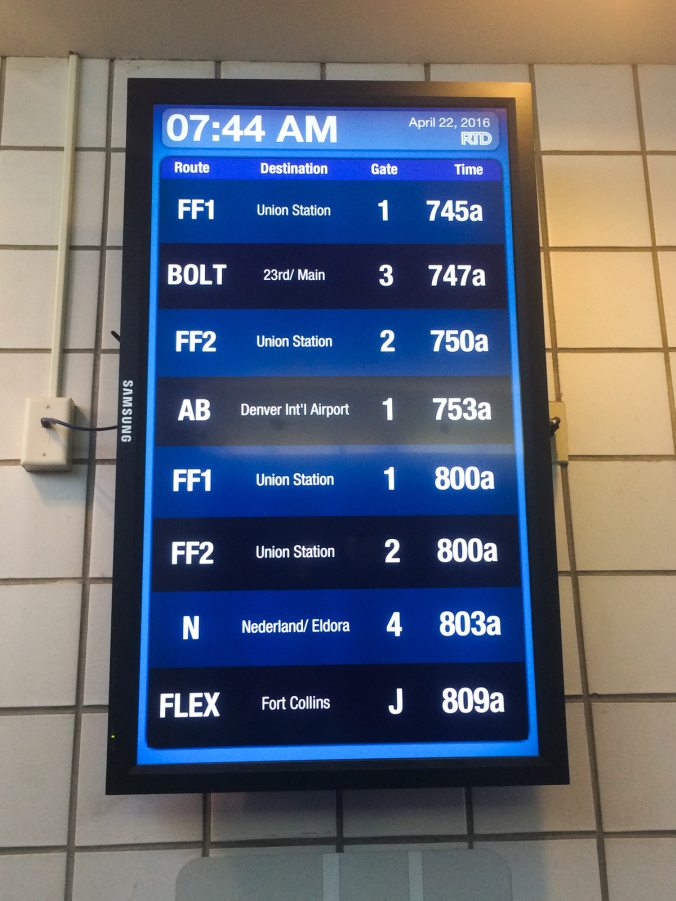 07:44 AM April 22, 2016
RTD
Route Destination Gate Time
FF1 Union Station 1 745a
BOLT 23rd/ Main 3 747a
FF2 Union Station 2 750a
AB Denver Int'l Airport 1 753a
FF1 Union Station 1 800a
FF2 Union Station 2 800a
N Nederland/ Eldora 4 803a
FLEX Fort Collins J 809a
SAMSUNG